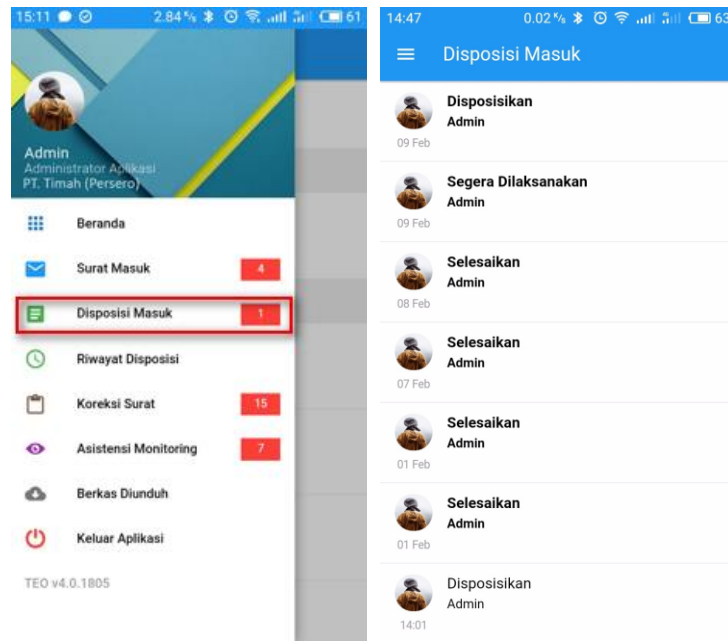 15:11 2.84 K/s 61
Admin
Administrator Aplikasi
PT. Timah (Persero)
Beranda
Surat Masuk 4
Disposisi Masuk 1
Riwayat Disposisi
Koreksi Surat 15
Asistensi Monitoring 7
Berkas Diunduh
Keluar Aplikasi
TEO v4.0.1805
14:47 0.02 K/s 63
Disposisi Masuk
Disposisikan
Admin
09 Feb
Segera Dilaksanakan
Admin
09 Feb
Selesaikan
Admin
08 Feb
Selesaikan
Admin
07 Feb
Selesaikan
Admin
01 Feb
Selesaikan
Admin
01 Feb
Disposisikan
Admin
14:01